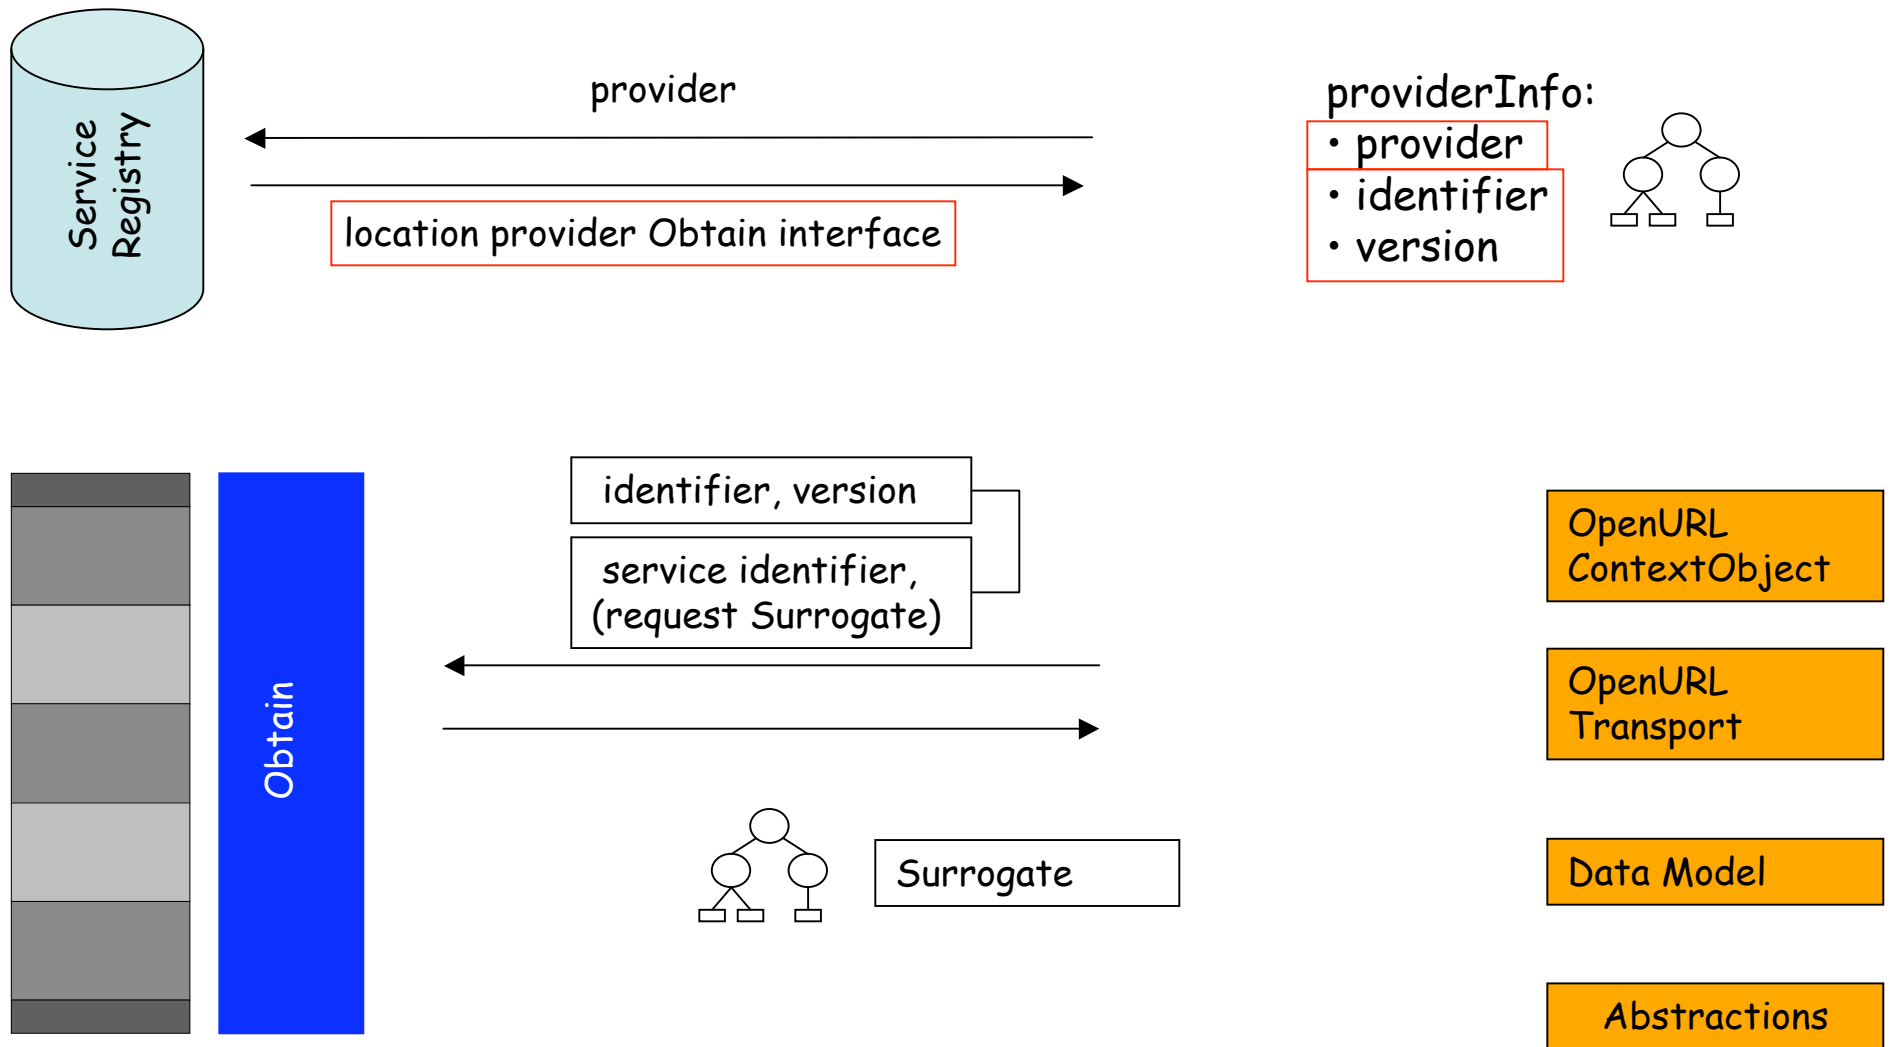 Service
Registry
provider
location provider Obtain interface
providerInfo:
• provider
• identifier
• version
Obtain
identifier, version
service identifier,
(request Surrogate)
Surrogate
OpenURL
ContextObject
OpenURL
Transport
Data Model
Abstractions